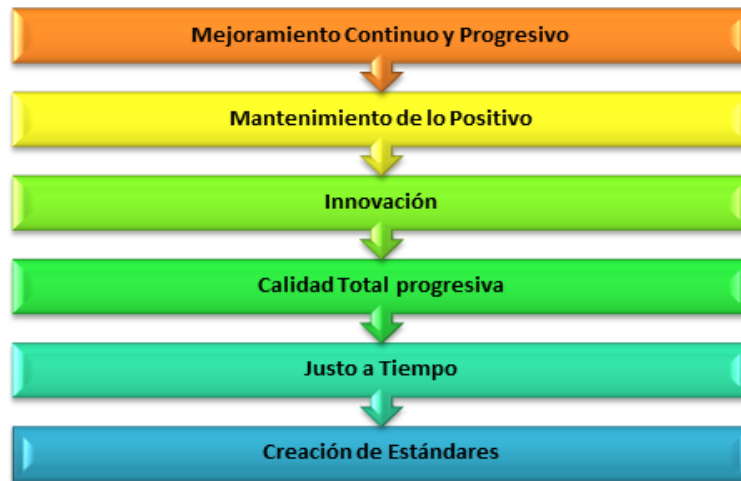 Mejoramiento Continuo y Progresivo
Mantenimiento de lo Positivo
Innovación
Calidad Total progresiva
Justo a Tiempo
Creación de Estándares